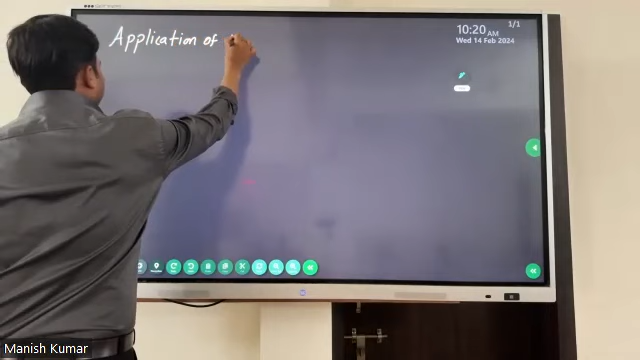 Application of
10:20 AM
1/1
Wed 14 Feb 2024
Manish Kumar